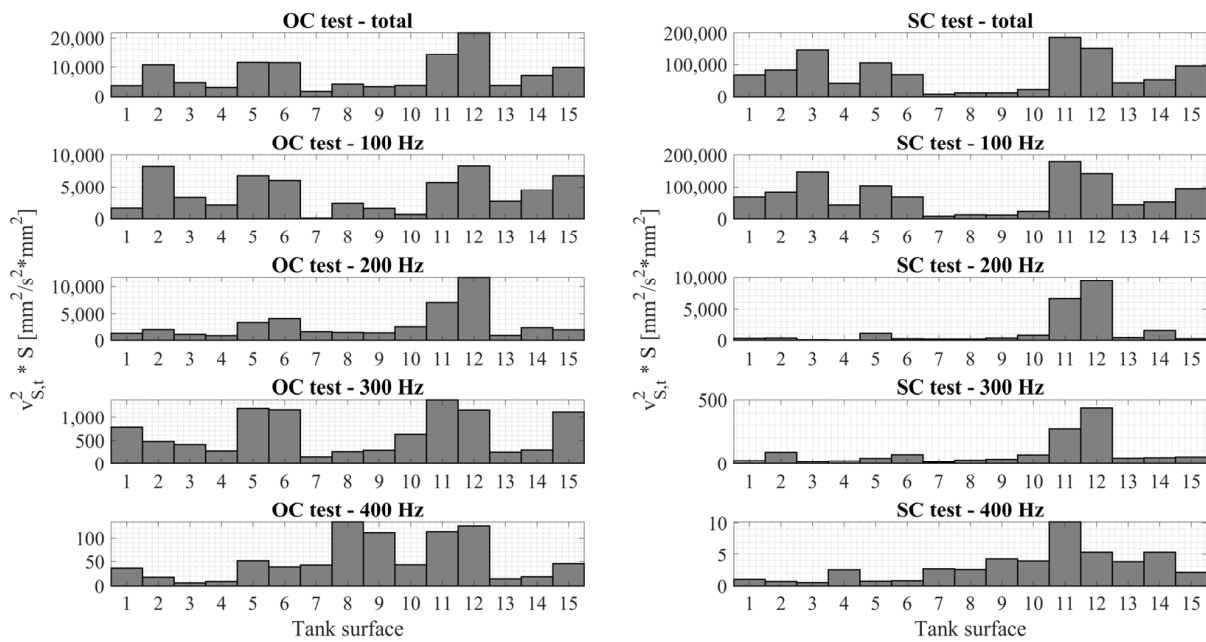 OC test - total
20,000
10,000
0
1 2 3 4 5 6 7 8 9 10 11 12 13 14 15
OC test - 100 Hz
10,000
5,000
0
1 2 3 4 5 6 7 8 9 10 11 12 13 14 15
OC test - 200 Hz
10,000
5,000
0
1 2 3 4 5 6 7 8 9 10 11 12 13 14 15
OC test - 300 Hz
1,000
500
0
1 2 3 4 5 6 7 8 9 10 11 12 13 14 15
OC test - 400 Hz
100
50
0
1 2 3 4 5 6 7 8 9 10 11 12 13 14 15
Tank surface
v²S,t * S [mm²/s²*mm²]
SC test - total
200,000
100,000
0
1 2 3 4 5 6 7 8 9 10 11 12 13 14 15
SC test - 100 Hz
200,000
100,000
0
1 2 3 4 5 6 7 8 9 10 11 12 13 14 15
SC test - 200 Hz
10,000
5,000
0
1 2 3 4 5 6 7 8 9 10 11 12 13 14 15
SC test - 300 Hz
500
0
1 2 3 4 5 6 7 8 9 10 11 12 13 14 15
SC test - 400 Hz
10
5
0
1 2 3 4 5 6 7 8 9 10 11 12 13 14 15
Tank surface
v²S,t * S [mm²/s²*mm²]